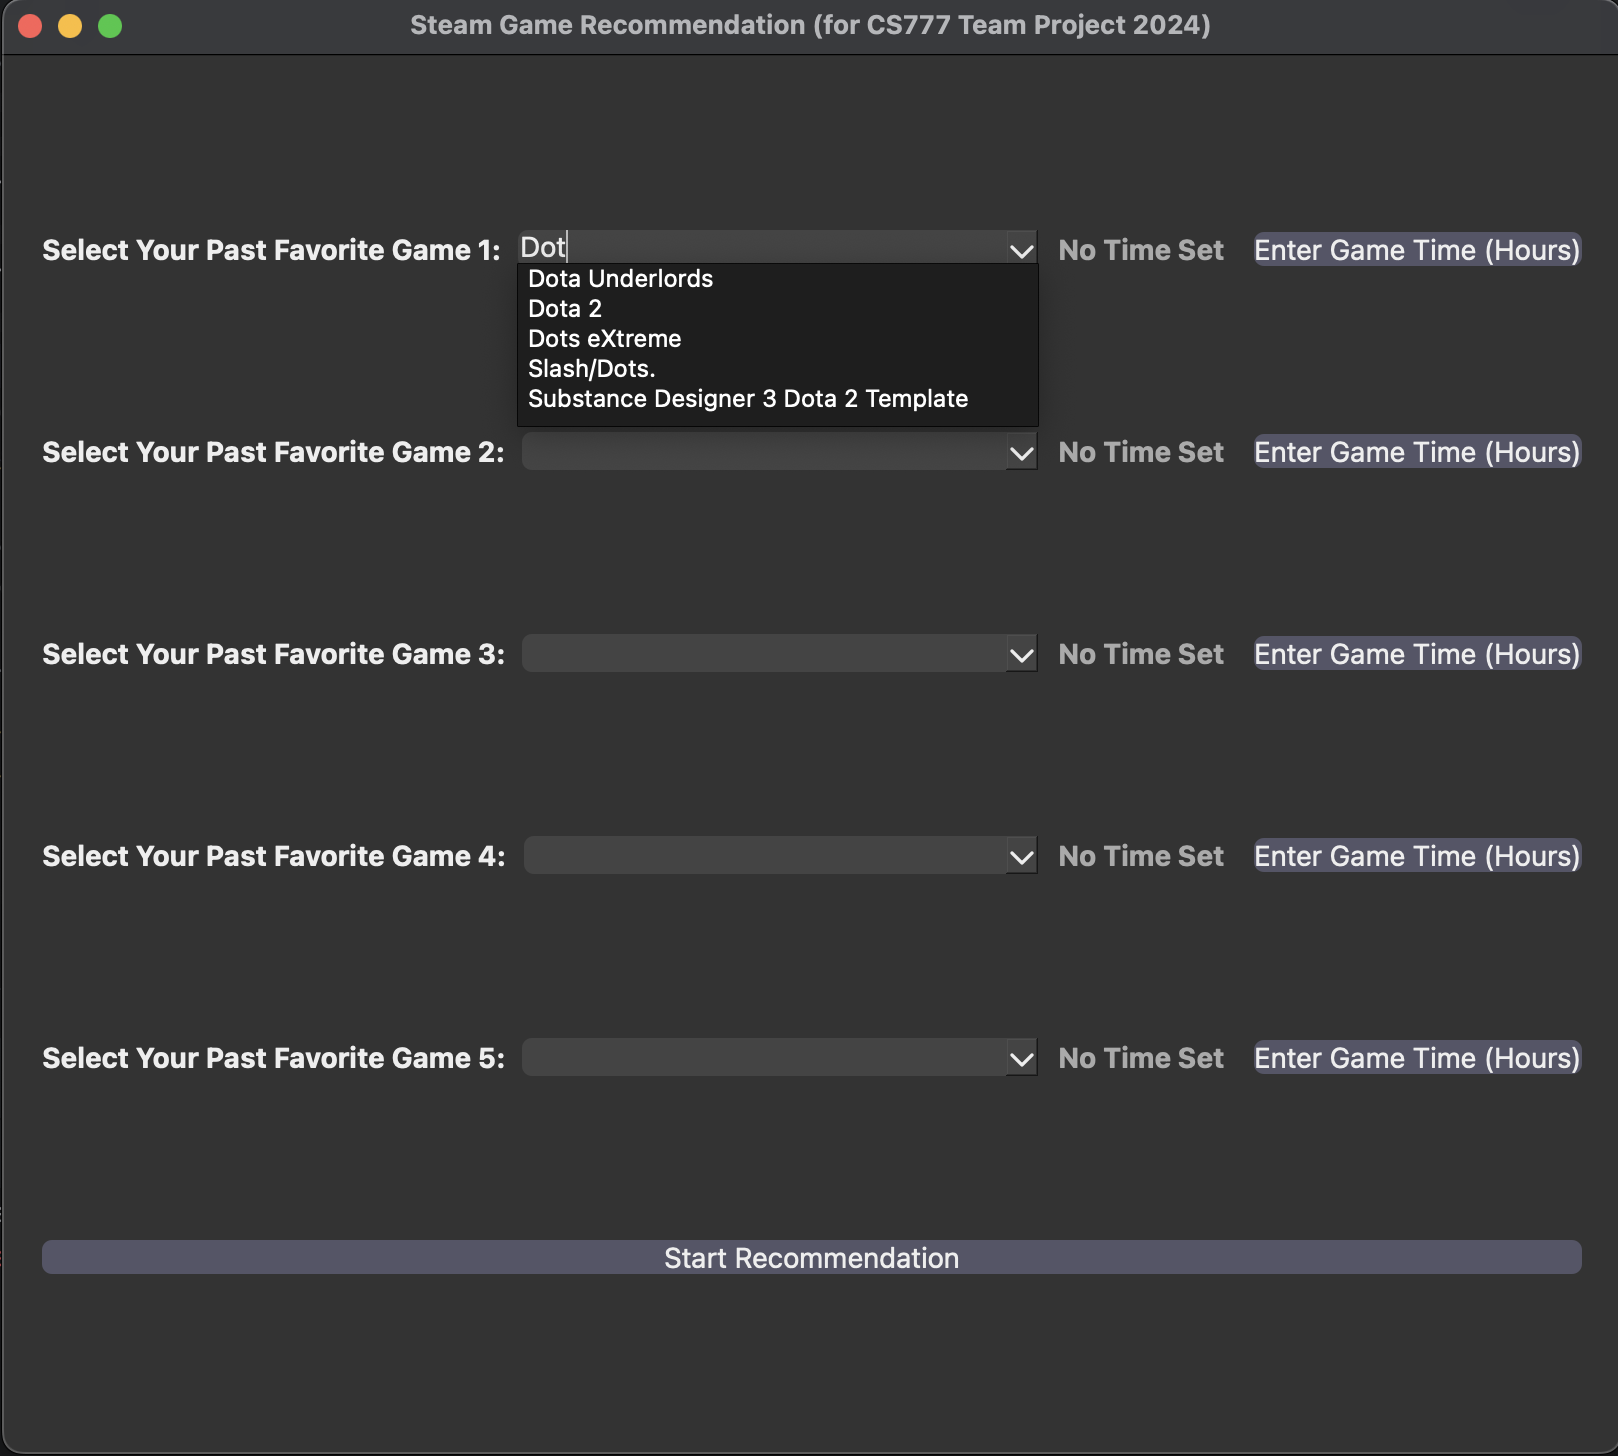 Steam Game Recommendation (for CS777 Team Project 2024)
Select Your Past Favorite Game 1: Dot No Time Set Enter Game Time (Hours)
Dota Underlords
Dota 2
Dots eXtreme
Slash/Dots.
Substance Designer 3 Dota 2 Template
Select Your Past Favorite Game 2: No Time Set Enter Game Time (Hours)
Select Your Past Favorite Game 3: No Time Set Enter Game Time (Hours)
Select Your Past Favorite Game 4: No Time Set Enter Game Time (Hours)
Select Your Past Favorite Game 5: No Time Set Enter Game Time (Hours)
Start Recommendation